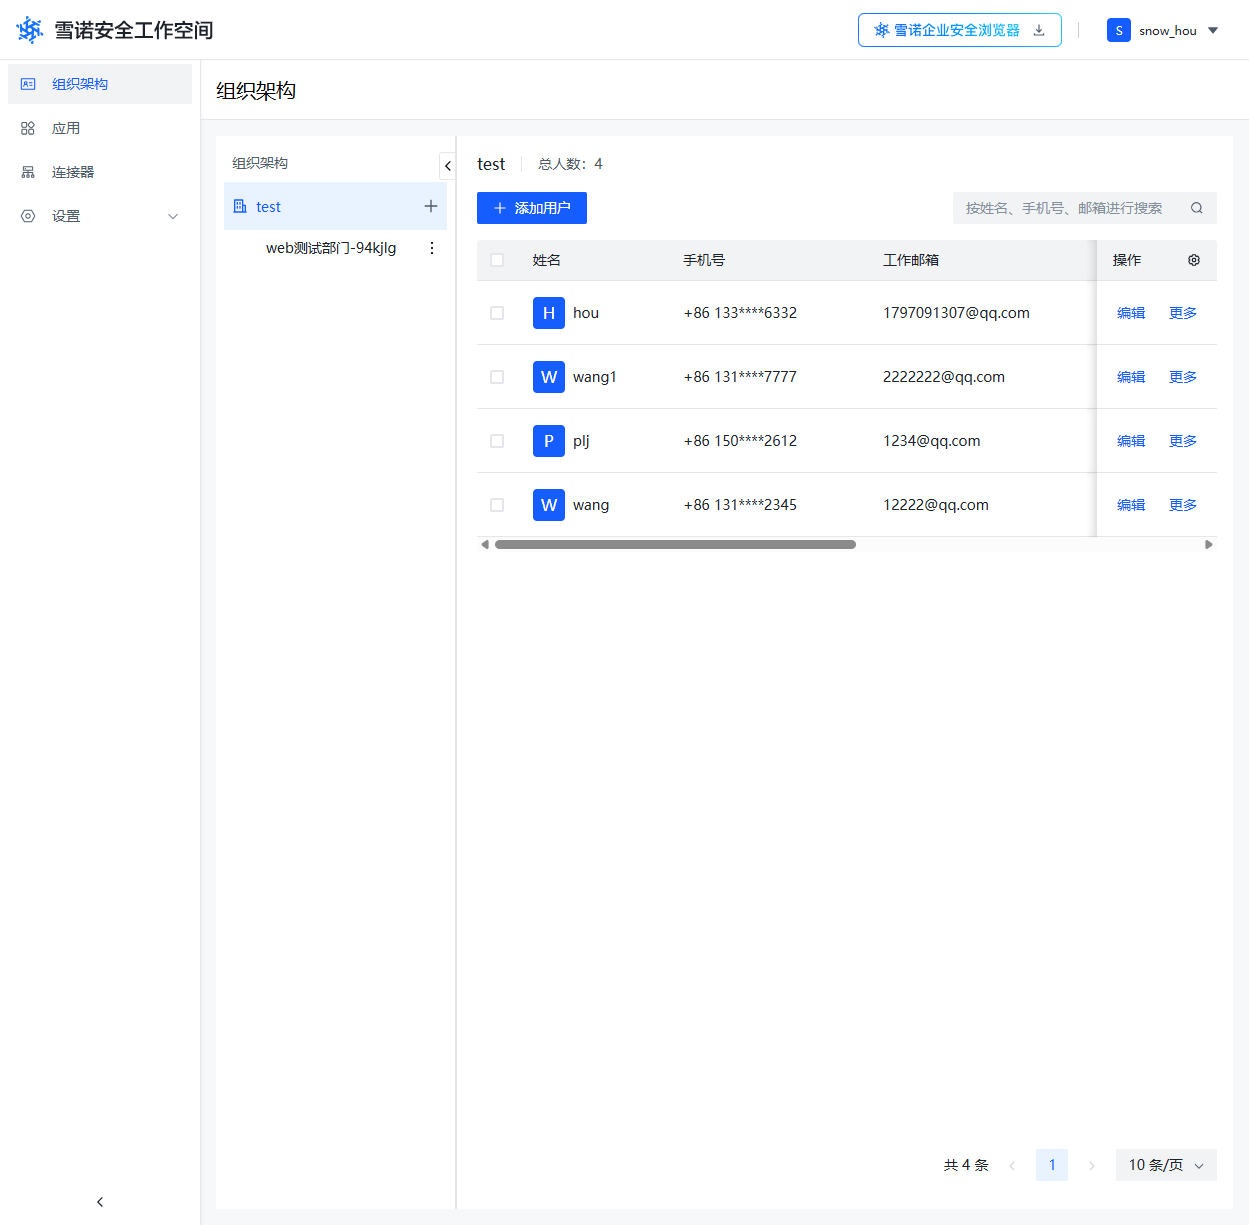 雪诺安全工作空间
雪诺企业安全浏览器
S snow_hou
组织架构
应用
连接器
设置
组织架构
组织架构
test
web测试部门-94kjlg
test 总人数：4
添加用户
按姓名、手机号、邮箱进行搜索
姓名 手机号 工作邮箱 操作
H hou +86 133****6332 1797091307@qq.com 编辑 更多
W wang1 +86 131****7777 2222222@qq.com 编辑 更多
P plj +86 150****2612 1234@qq.com 编辑 更多
W wang +86 131****2345 12222@qq.com 编辑 更多
共 4 条 1 10 条/页